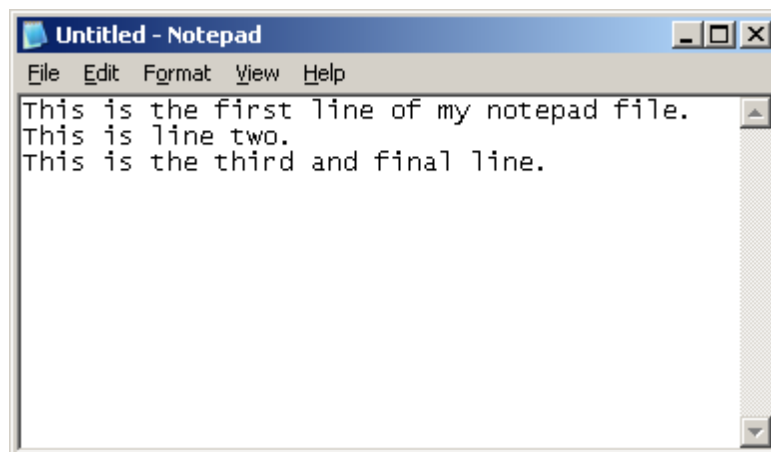 Untitled - Notepad
File Edit Format View Help
This is the first line of my notepad file.
This is line two.
This is the third and final line.